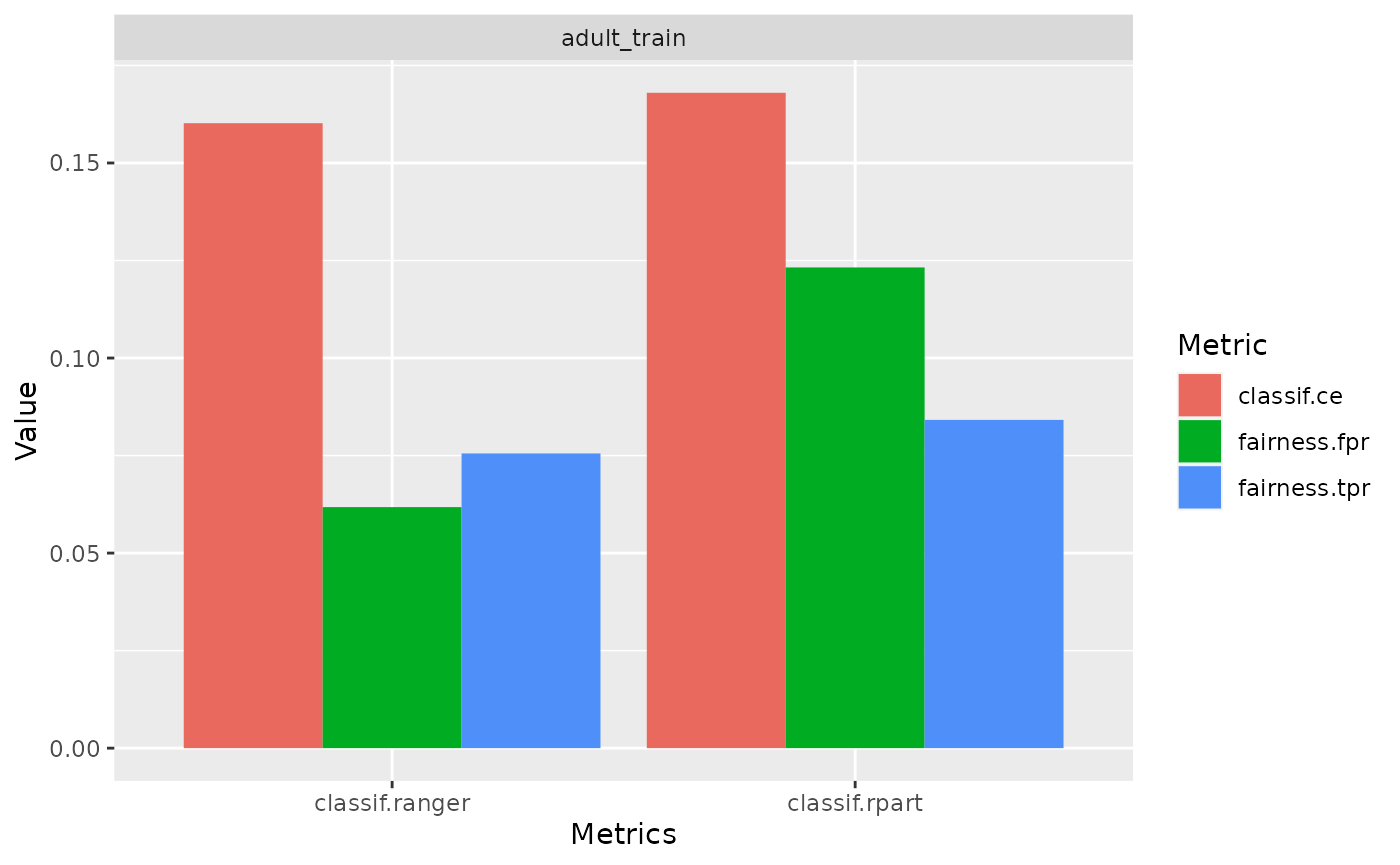 adult_train
Value
0.15
0.10
0.05
0.00
classif.ranger
classif.rpart
Metrics
Metric
classif.ce
fairness.fpr
fairness.tpr